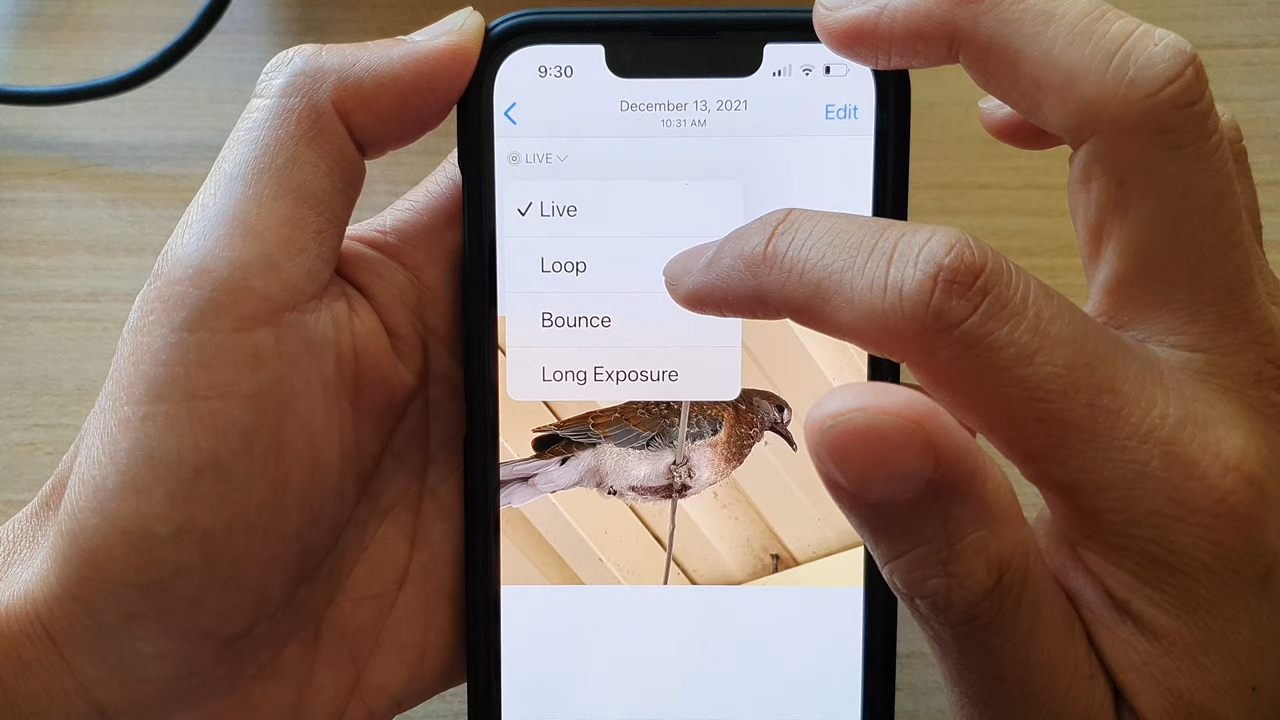 9:30
December 13, 2021
Edit
10:31 AM
LIVE
Live
Loop
Bounce
Long Exposure